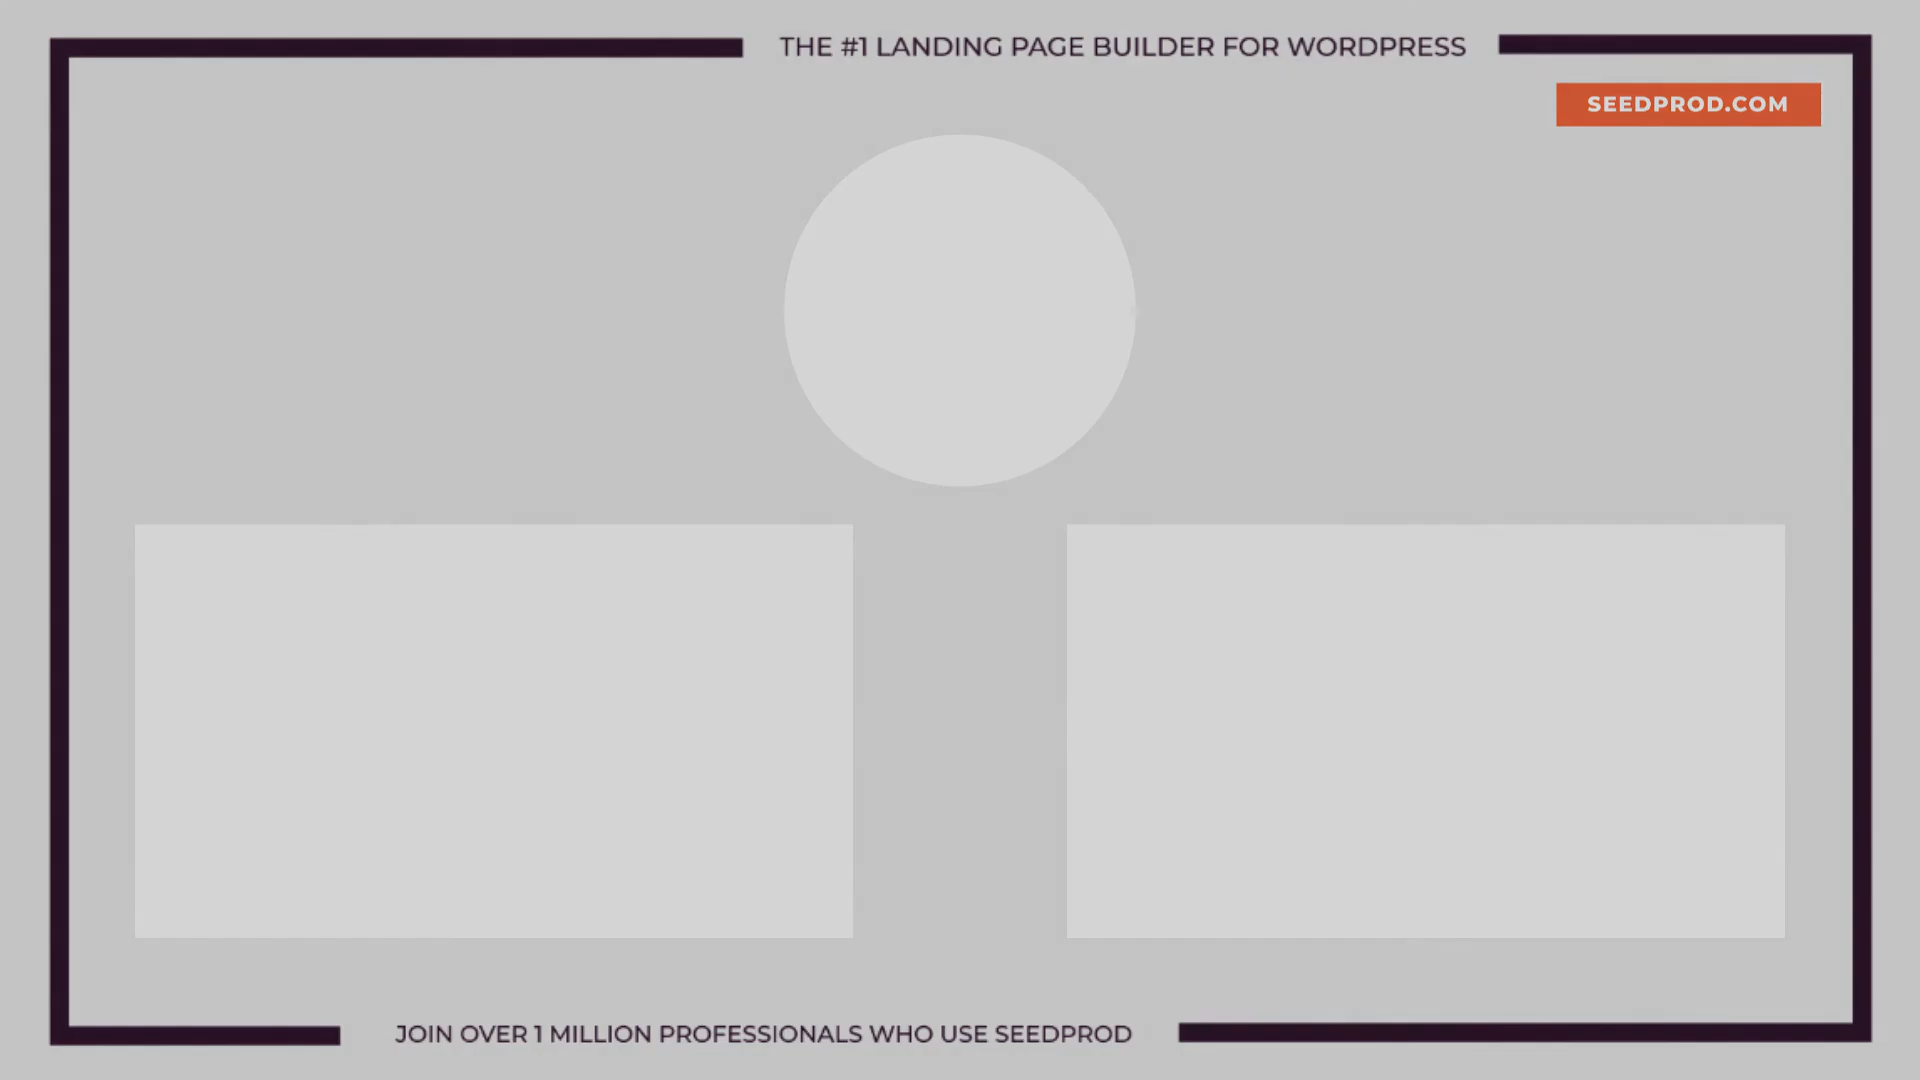 THE #1 LANDING PAGE BUILDER FOR WORDPRESS
SEEDPROD.COM
JOIN OVER 1 MILLION PROFESSIONALS WHO USE SEEDPROD